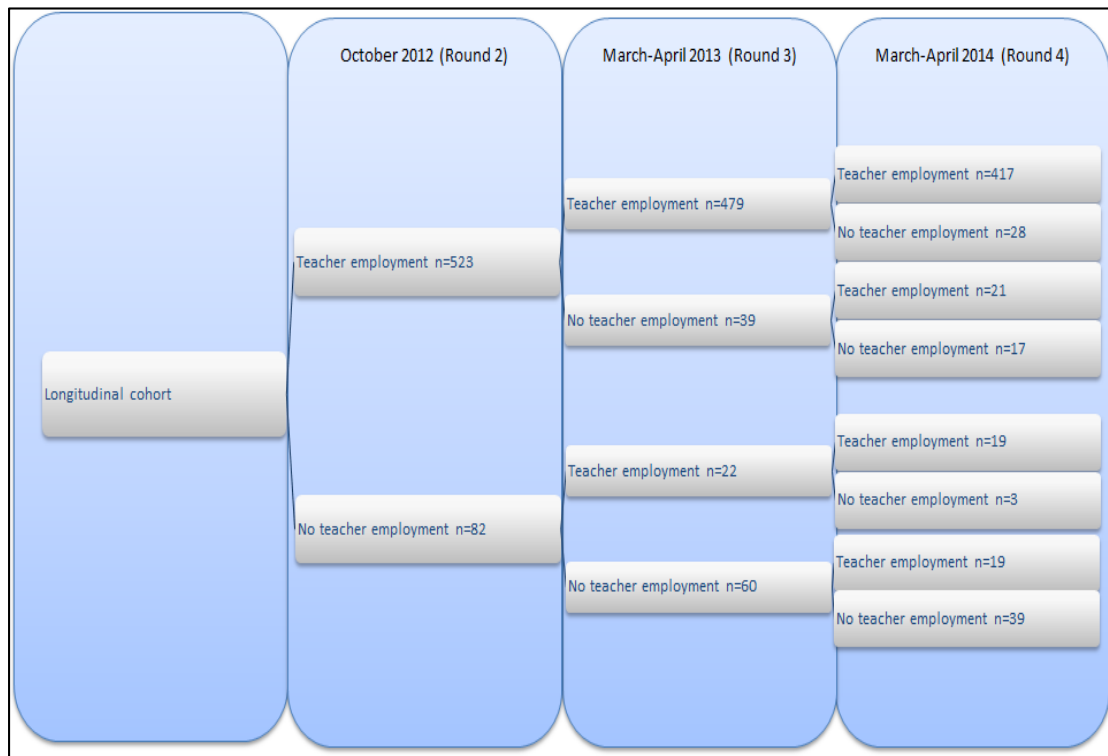 October 2012 (Round 2)
March-April 2013 (Round 3)
March-April 2014 (Round 4)
Longitudinal cohort
Teacher employment n=523
No teacher employment n=82
Teacher employment n=479
No teacher employment n=39
Teacher employment n=22
No teacher employment n=60
Teacher employment n=417
No teacher employment n=28
Teacher employment n=21
No teacher employment n=17
Teacher employment n=19
No teacher employment n=3
Teacher employment n=19
No teacher employment n=39